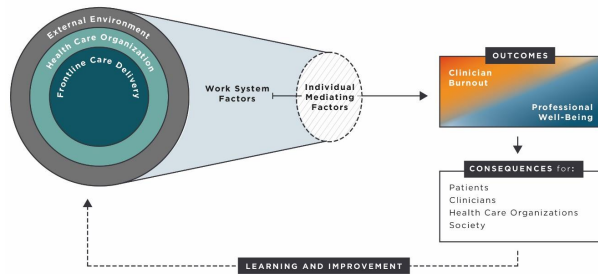 External Environment
Health Care Organization
Frontline Care Delivery
Work System
Factors
Individual
Mediating
Factors
OUTCOMES
Clinician
Burnout
Professional
Well-Being
CONSEQUENCES for:
Patients
Clinicians
Health Care Organizations
Society
LEARNING AND IMPROVEMENT